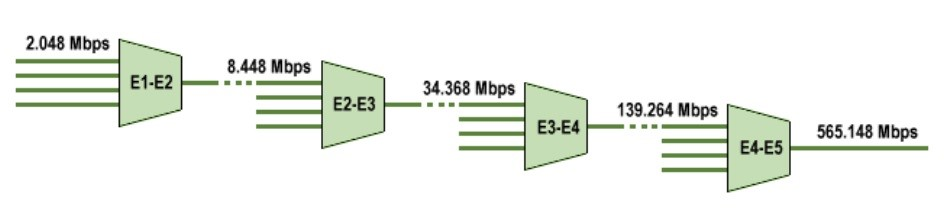 2.048 Mbps
E1-E2
8.448 Mbps
E2-E3
34.368 Mbps
E3-E4
139.264 Mbps
E4-E5
565.148 Mbps